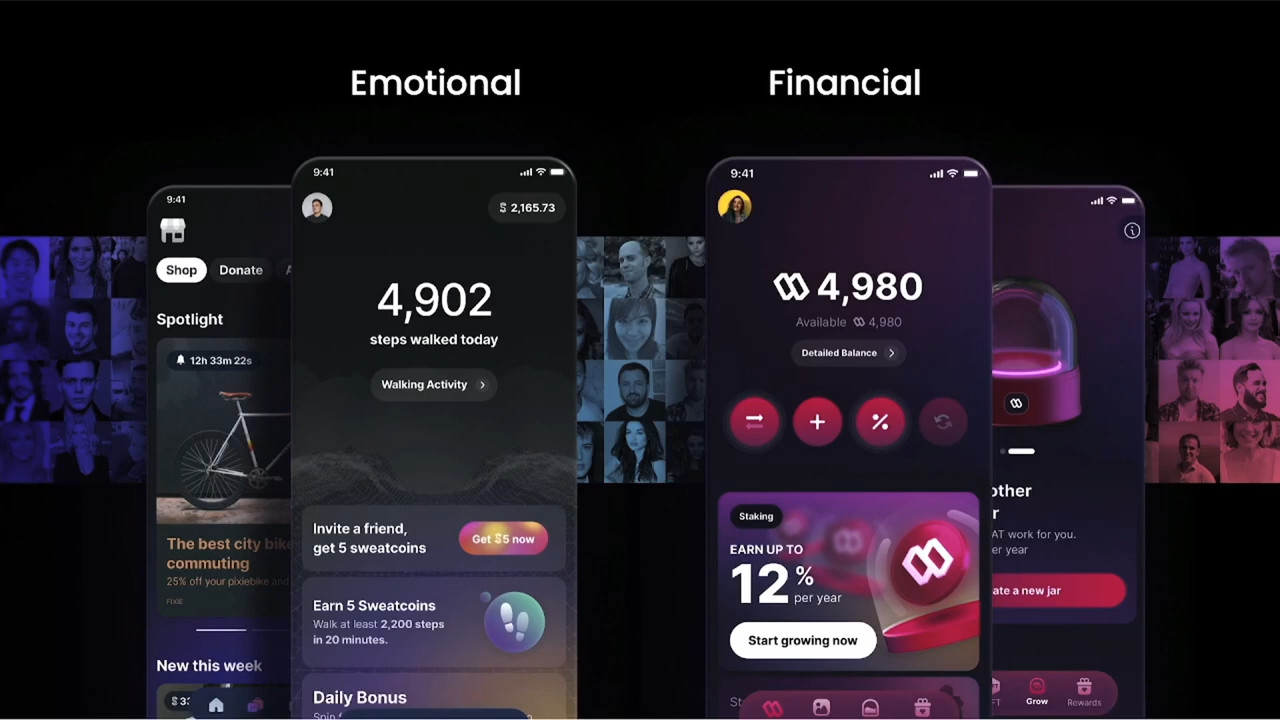 Emotional
Financial
9:41
Shop
Donate
Spotlight
12h 33m 22s
The best city bike
commuting
25% off your pixiebike and
FIXIE
New this week
9:41
2,165.73
4,902
steps walked today
Walking Activity
Invite a friend,
get 5 sweatcoins
Get 5 now
Earn 5 Sweatcoins
Walk at least 2,200 steps
in 20 minutes.
Daily Bonus
9:41
4,980
Available 4,980
Detailed Balance
Staking
EARN UP TO
12%
per year
Start growing now
other
r
AT work for you.
er year
ate a new jar
Grow
Rewards